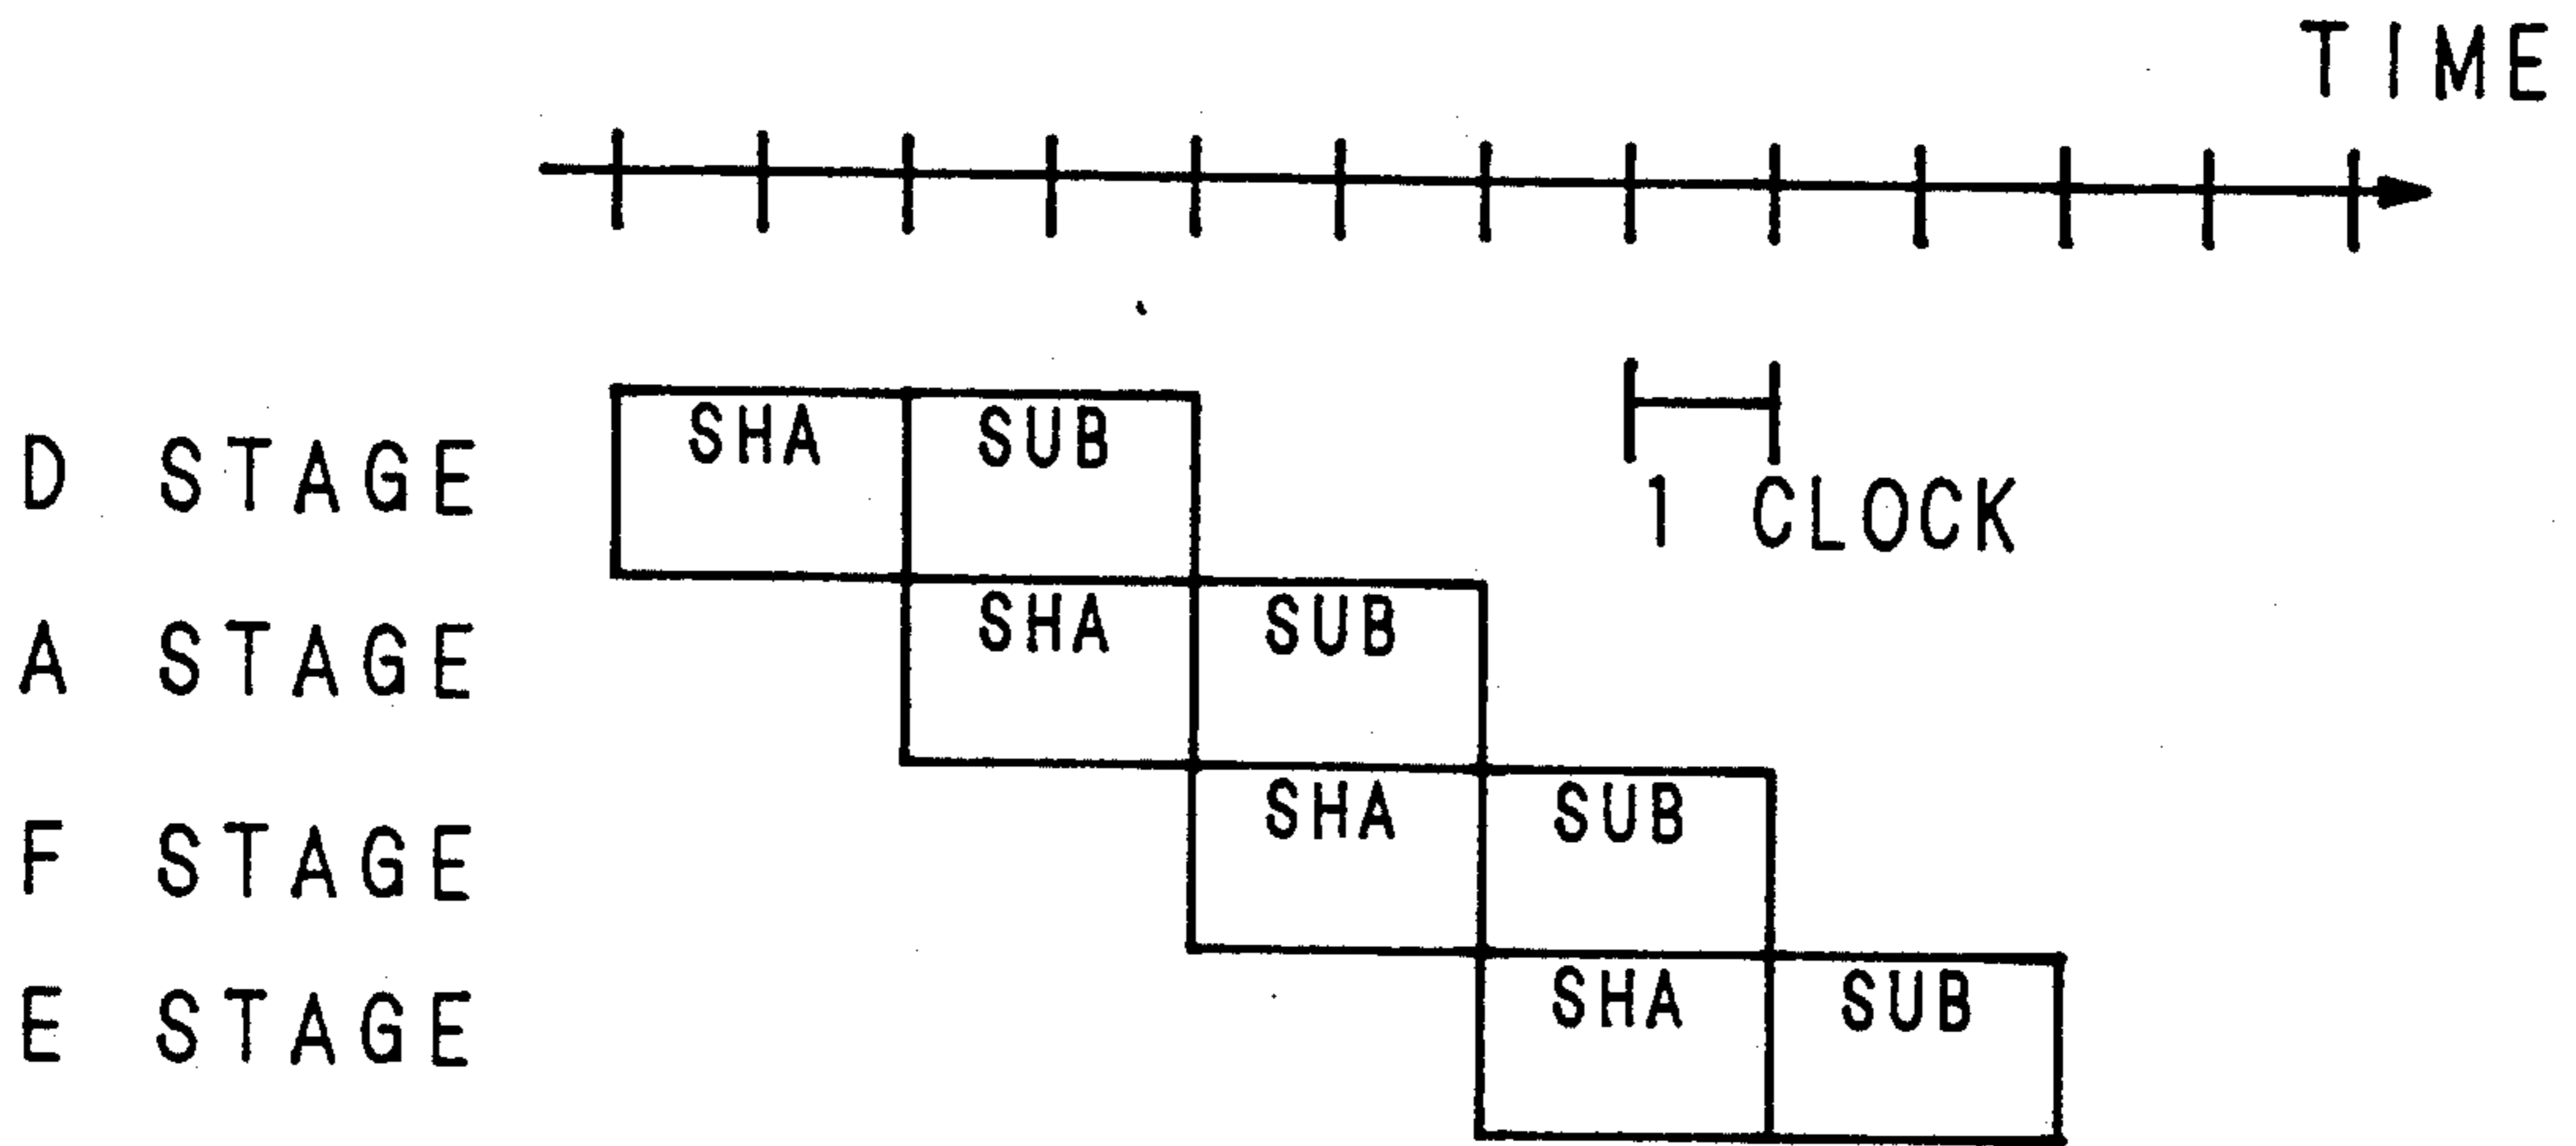 TIME
D STAGE SHA SUB
1 CLOCK
A STAGE SHA SUB
F STAGE SHA SUB
E STAGE SHA SUB